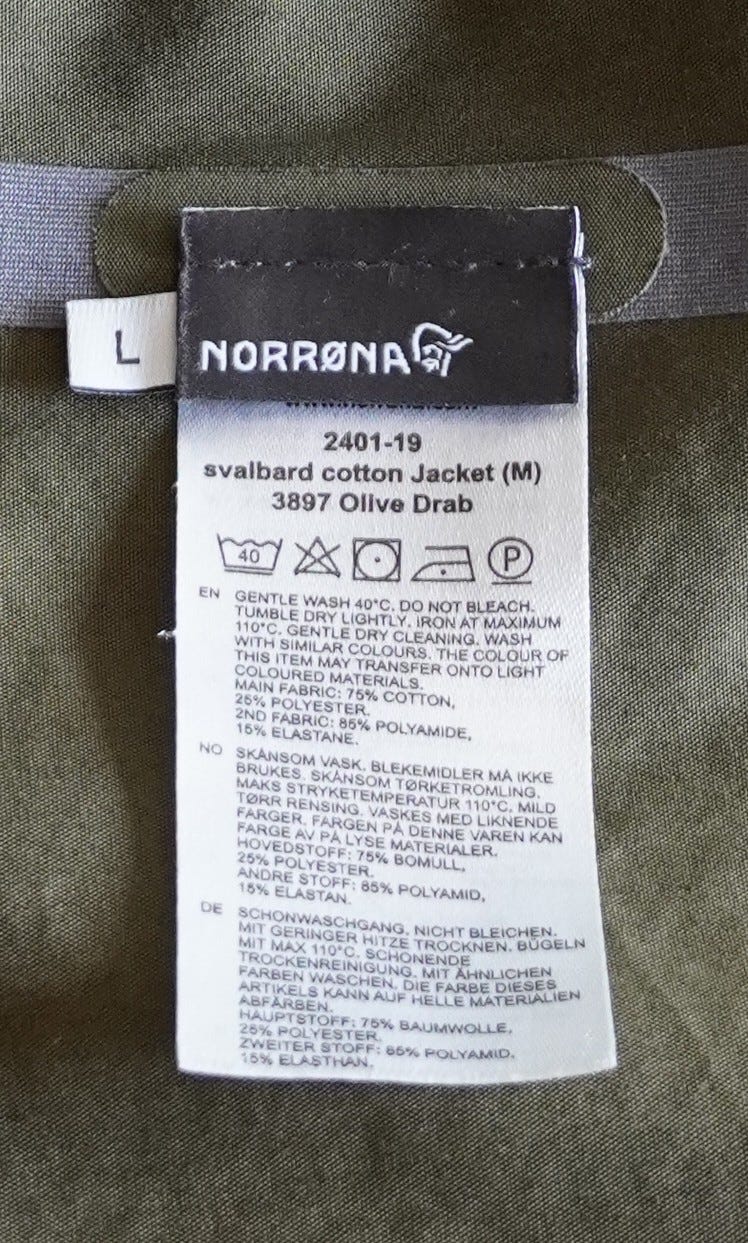 L
NORRØNA
2401-19
svalbard cotton Jacket (M)
3897 Olive Drab
40
P
EN GENTLE WASH 40°C. DO NOT BLEACH.
TUMBLE DRY LIGHTLY. IRON AT MAXIMUM
110°C. GENTLE DRY CLEANING. WASH
WITH SIMILAR COLOURS. THE COLOUR OF
THIS ITEM MAY TRANSFER ONTO LIGHT
COLOURED MATERIALS.
MAIN FABRIC: 75% COTTON,
25% POLYESTER.
2ND FABRIC: 85% POLYAMIDE,
15% ELASTANE.
NO SKÅNSOM VASK. BLEKEMIDLER MÅ IKKE
BRUKES. SKÅNSOM TØRKETROMLING.
MAKS STRYKETEMPERATUR 110°C. MILD
TØRR RENSING. VASKES MED LIKNENDE
FARGER. FARGEN PÅ DENNE VAREN KAN
FARGE AV PÅ LYSE MATERIALER.
HOVEDSTOFF: 75% BOMULL,
25% POLYESTER.
ANDRE STOFF: 85% POLYAMID,
15% ELASTAN.
DE SCHONWASCHGANG. NICHT BLEICHEN.
MIT GERINGER HITZE TROCKNEN. BÜGELN
MIT MAX 110°C. SCHONENDE
TROCKENREINIGUNG. MIT ÄHNLICHEN
FARBEN WASCHEN. DIE FARBE DIESES
ARTIKELS KANN AUF HELLE MATERIALIEN
ABFÄRBEN.
HAUPTSTOFF: 75% BAUMWOLLE,
25% POLYESTER.
ZWEITER STOFF: 85% POLYAMID,
15% ELASTHAN.